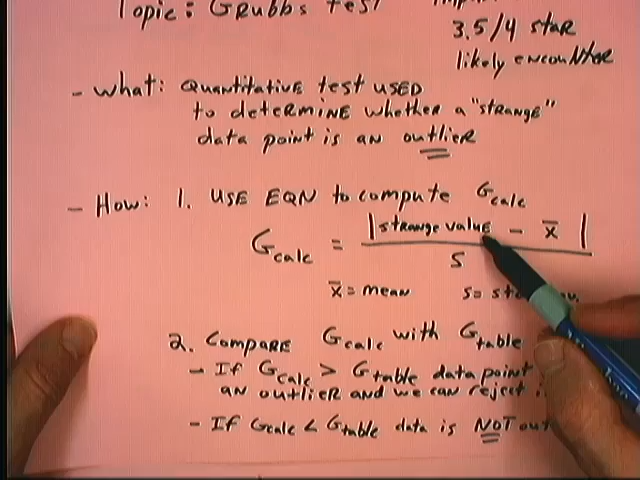 Topic: GRubbs test
3.5/4 staR
likely encounteR
- What: Quantitative test used
to determine whether a "strange"
data point is an outlier
- How: 1. Use EQN to compute Gcalc
Gcalc = |strange value - x̄| / s
x̄ = mean s = st
2. Compare Gcalc with Gtable
- If Gcalc > Gtable data point
an outlier and we can reject
- If Gcalc < Gtable data is NOT